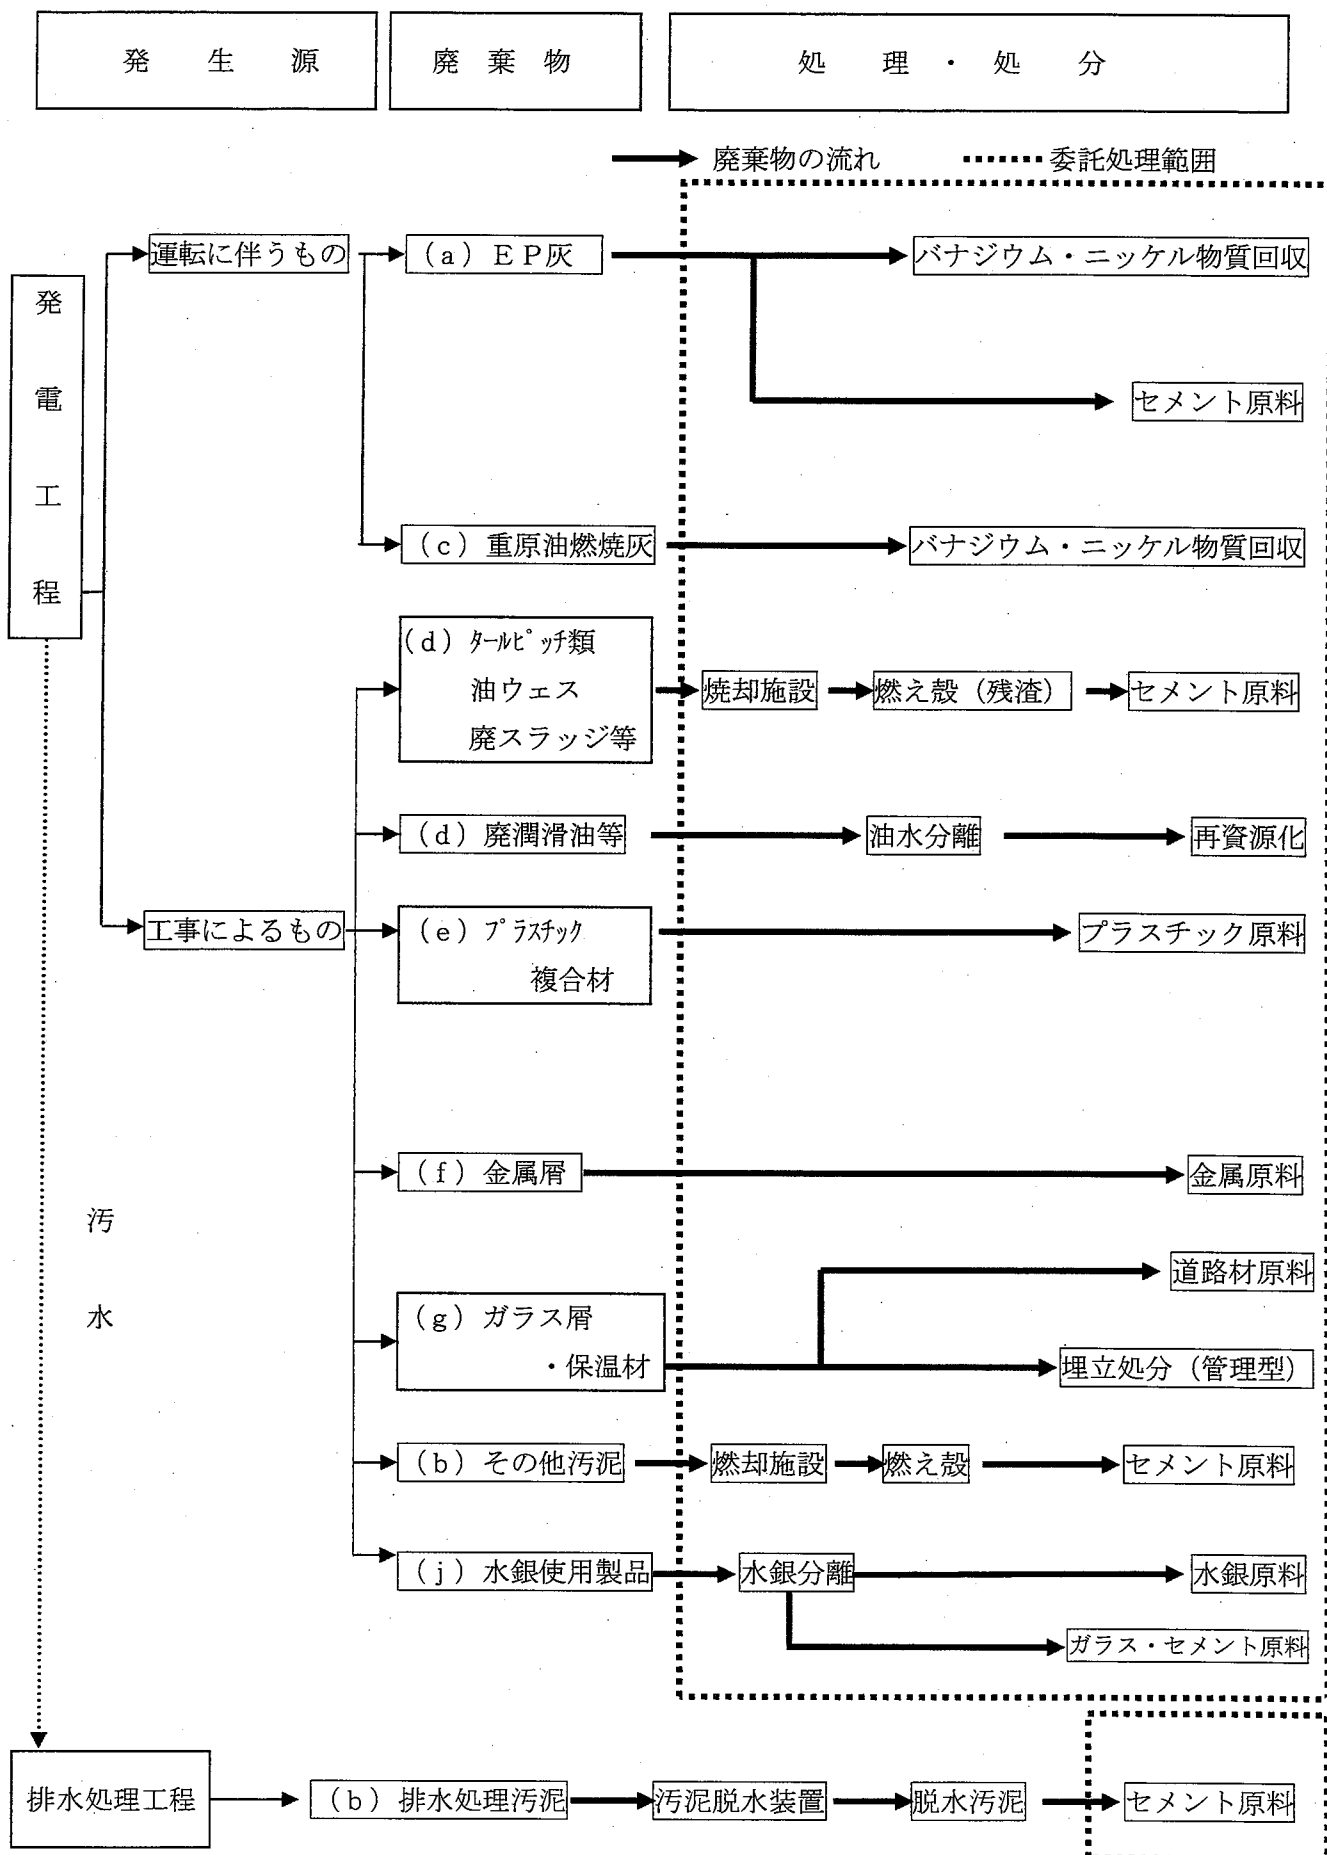 発生源
廃棄物
処理・処分
廃棄物の流れ
委託処理範囲
発電工程
運転に伴うもの
(a)ＥＰ灰
バナジウム・ニッケル物質回収
セメント原料
(c)重原油燃焼灰
バナジウム・ニッケル物質回収
(d)ﾀｰﾙﾋﾟｯﾁ類
油ウェス
廃スラッジ等
焼却施設
燃え殻（残渣）
セメント原料
(d)廃潤滑油等
油水分離
再資源化
工事によるもの
(e)ﾌﾟﾗｽﾁｯｸ
複合材
プラスチック原料
(f)金属屑
金属原料
汚水
(g)ガラス屑
・保温材
道路材原料
埋立処分（管理型）
(b)その他汚泥
燃却施設
燃え殻
セメント原料
(j)水銀使用製品
水銀分離
水銀原料
ガラス・セメント原料
排水処理工程
(b)排水処理汚泥
汚泥脱水装置
脱水汚泥
セメント原料